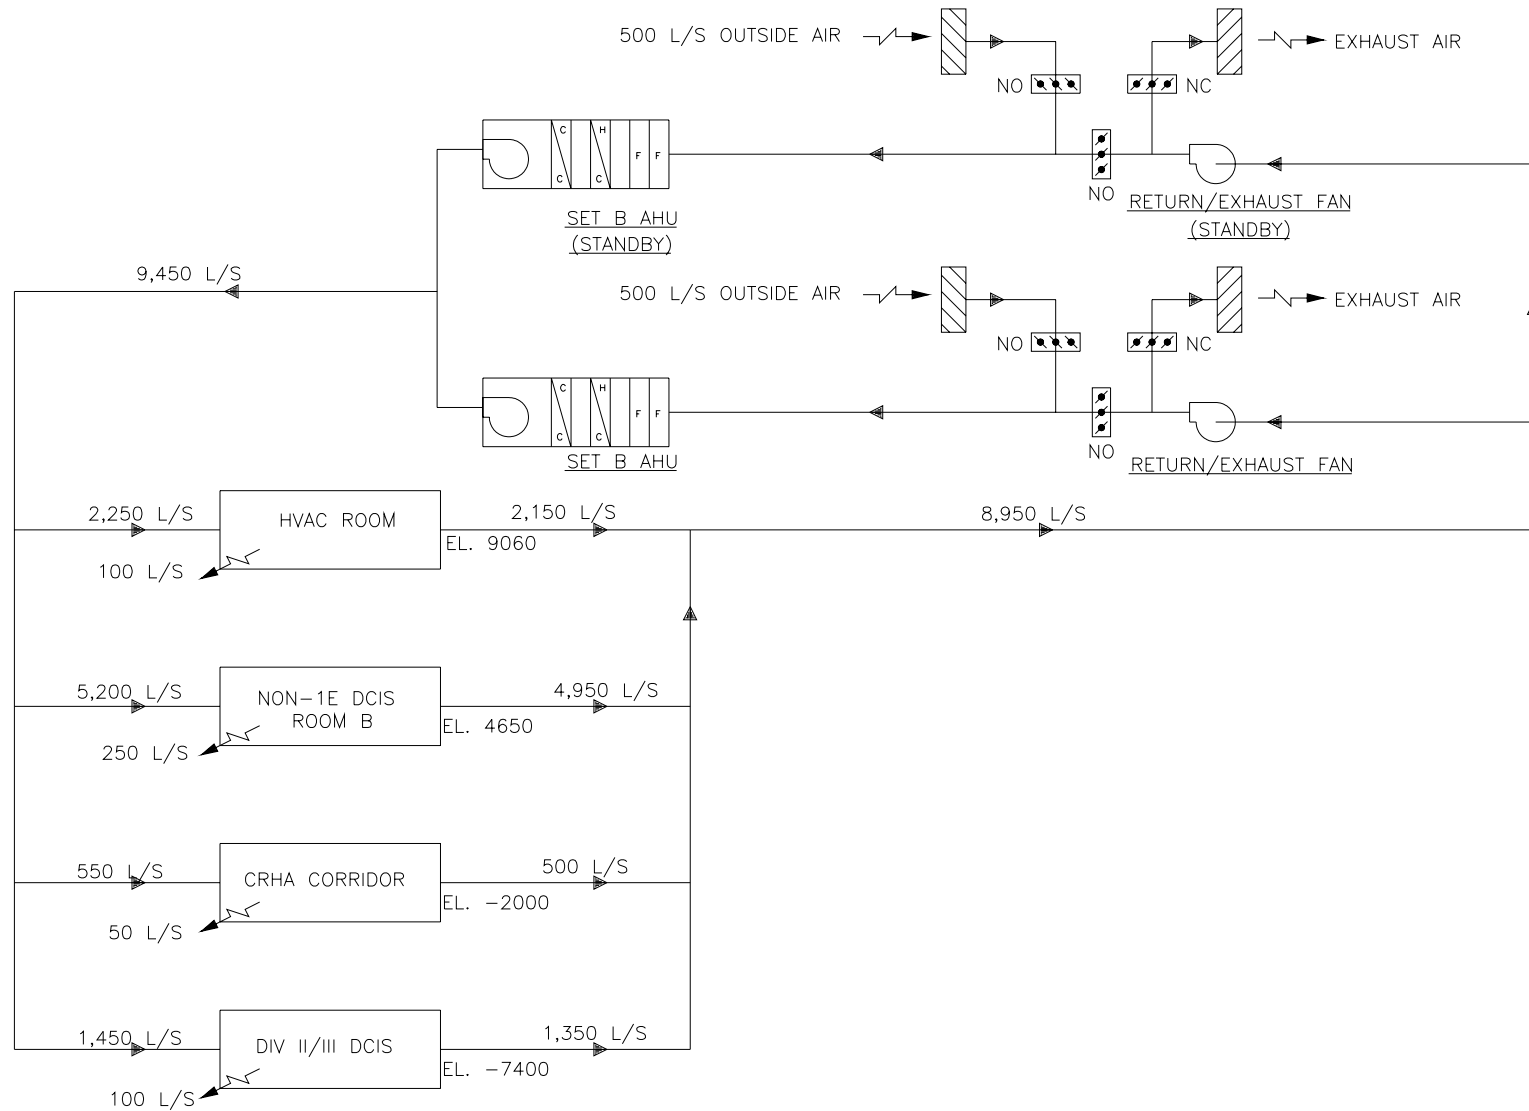 500 L/S OUTSIDE AIR
EXHAUST AIR
NO
NC
C
H
F
F
C
C
NO
SET B AHU
(STANDBY)
RETURN/EXHAUST FAN
(STANDBY)
9,450 L/S
500 L/S OUTSIDE AIR
EXHAUST AIR
NO
NC
C
H
F
F
C
C
NO
SET B AHU
RETURN/EXHAUST FAN
2,250 L/S
HVAC ROOM
2,150 L/S
8,950 L/S
EL. 9060
100 L/S
5,200 L/S
NON-1E DCIS
ROOM B
4,950 L/S
EL. 4650
250 L/S
550 L/S
CRHA CORRIDOR
500 L/S
EL. -2000
50 L/S
1,450 L/S
DIV II/III DCIS
1,350 L/S
EL. -7400
100 L/S